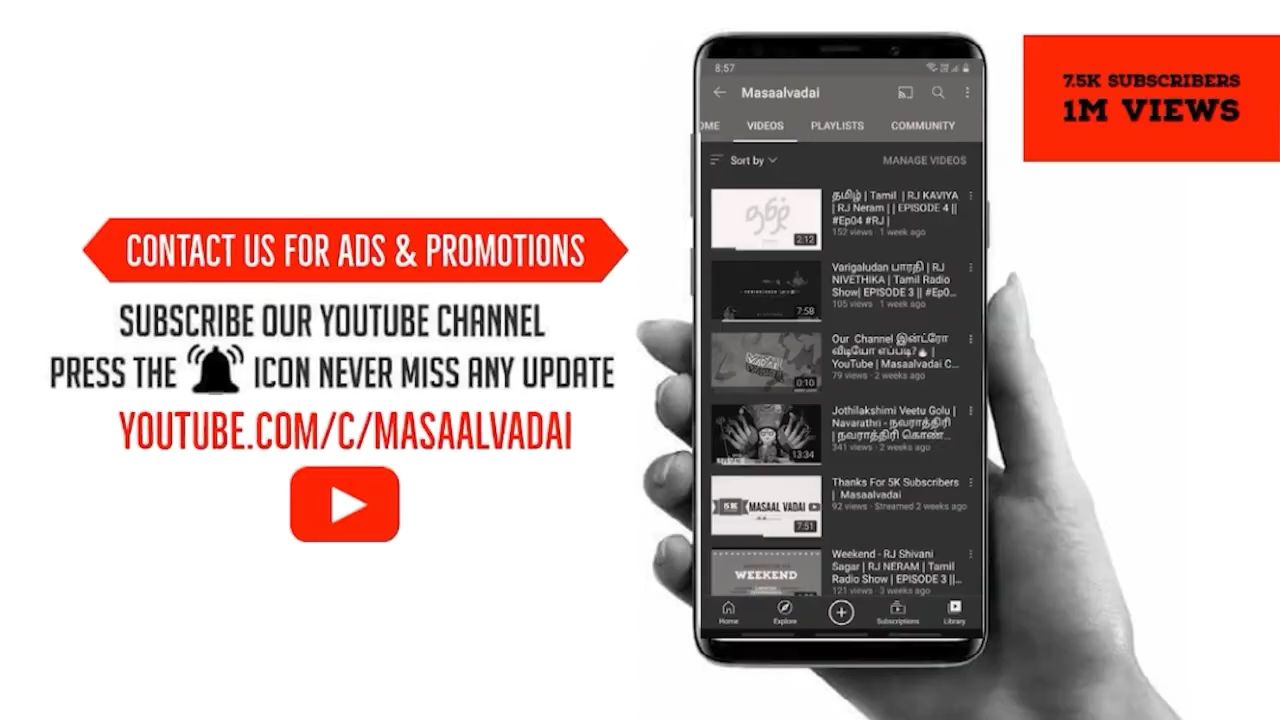 7.5K SUBSCRIBERS
1M VIEWS
CONTACT US FOR ADS & PROMOTIONS
SUBSCRIBE OUR YOUTUBE CHANNEL
PRESS THE ICON NEVER MISS ANY UPDATE
YOUTUBE.COM/C/MASAALVADAI
8:57
Masaalvadai
OME VIDEOS PLAYLISTS COMMUNITY
Sort by MANAGE VIDEOS
தமிழ்
2:12
தமிழ் | Tamil | RJ KAVIYA
| RJ Neram | | EPISODE 4 ||
#Ep04 #RJ |
152 views · 1 week ago
7:58
Varigaludan பாரதி | RJ
NIVETHIKA | Tamil Radio
Show| EPISODE 3 || #Ep0...
105 views · 1 week ago
0:10
Our Channel இன்ட்ரோ
வீடியோ எப்படி?🔥 |
YouTube | Masaalvadai C...
79 views · 2 weeks ago
13:34
Jothilakshimi Veetu Golu |
Navarathri - நவராத்திரி
| நவராத்திரி கொண்...
341 views · 2 weeks ago
5K MASAAL VADAI
7:51
Thanks For 5K Subscribers
| Masaalvadai
92 views · Streamed 2 weeks ago
WEEKEND
Weekend - RJ Shivani
Sagar | RJ NERAM | Tamil
Radio Show | EPISODE 3 ||...
121 views · 3 weeks ago
Home Explore Subscriptions Library